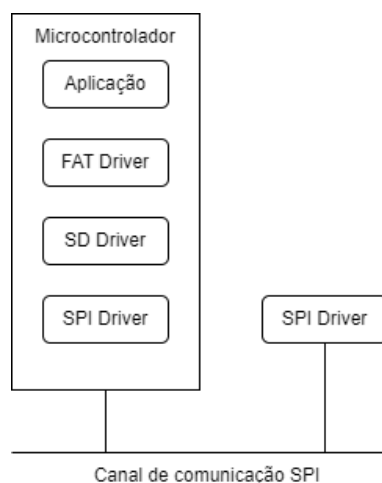 Microcontrolador
Aplicação
FAT Driver
SD Driver
SPI Driver
SPI Driver
Canal de comunicação SPI